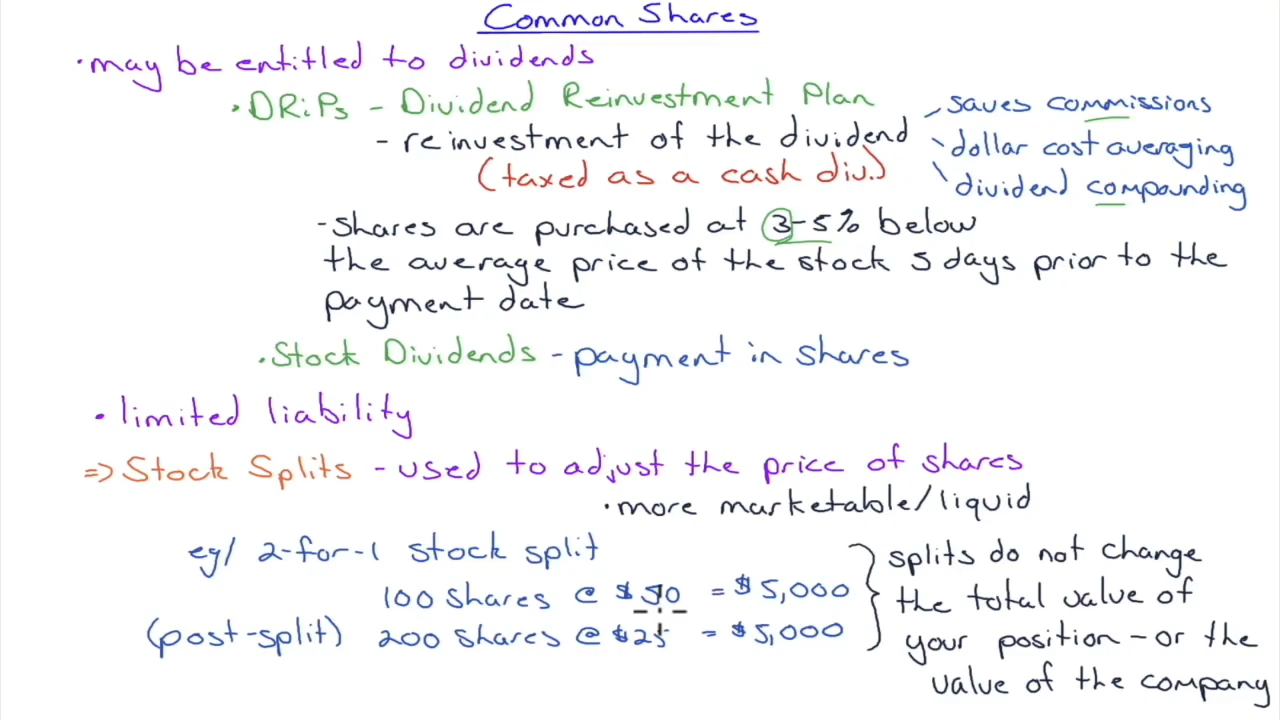 Common Shares
• may be entitled to dividends
• DRiPs - Dividend Reinvestment Plan
saves commissions
- reinvestment of the dividend
dollar cost averaging
(taxed as a cash div.)
dividend compounding
- shares are purchased at 3-5% below
the average price of the stock 5 days prior to the
payment date
• Stock Dividends - payment in shares
• limited liability
⇒ Stock Splits - used to adjust the price of shares
• more marketable/liquid
eg/ 2-for-1 stock split
100 shares @ $50 = $5,000
(post-split) 200 shares @ $25 = $5,000
splits do not change
the total value of
your position - or the
value of the company